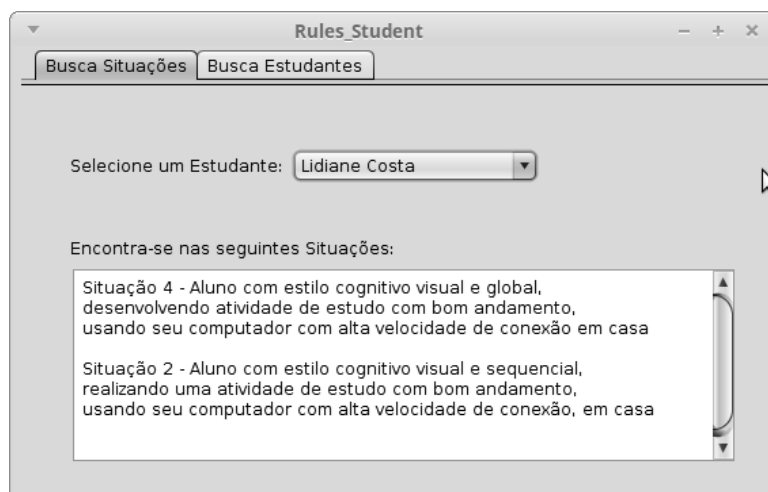 Rules_Student
Busca Situações Busca Estudantes
Selecione um Estudante: Lidiane Costa
Encontra-se nas seguintes Situações:
Situação 4 - Aluno com estilo cognitivo visual e global,
desenvolvendo atividade de estudo com bom andamento,
usando seu computador com alta velocidade de conexão em casa
Situação 2 - Aluno com estilo cognitivo visual e sequencial,
realizando uma atividade de estudo com bom andamento,
usando seu computador com alta velocidade de conexão, em casa